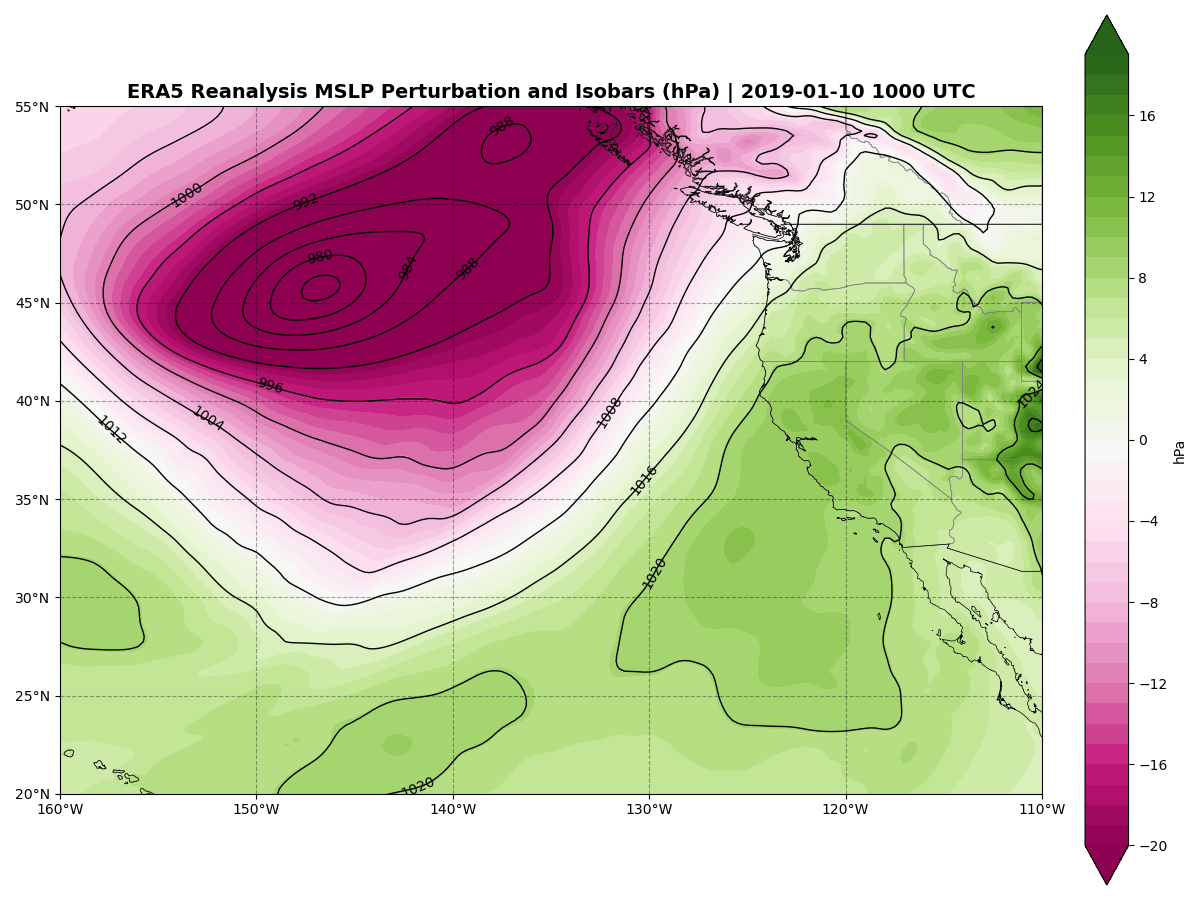 ERA5 Reanalysis MSLP Perturbation and Isobars (hPa) | 2019-01-10 1000 UTC
55°N
50°N
45°N
40°N
35°N
30°N
25°N
20°N
160°W
150°W
140°W
130°W
120°W
110°W
988
1000
992
980
984
988
996
1004
1012
1008
1016
1020
1020
1024
16
12
8
4
0
−4
−8
−12
−16
−20
hPa